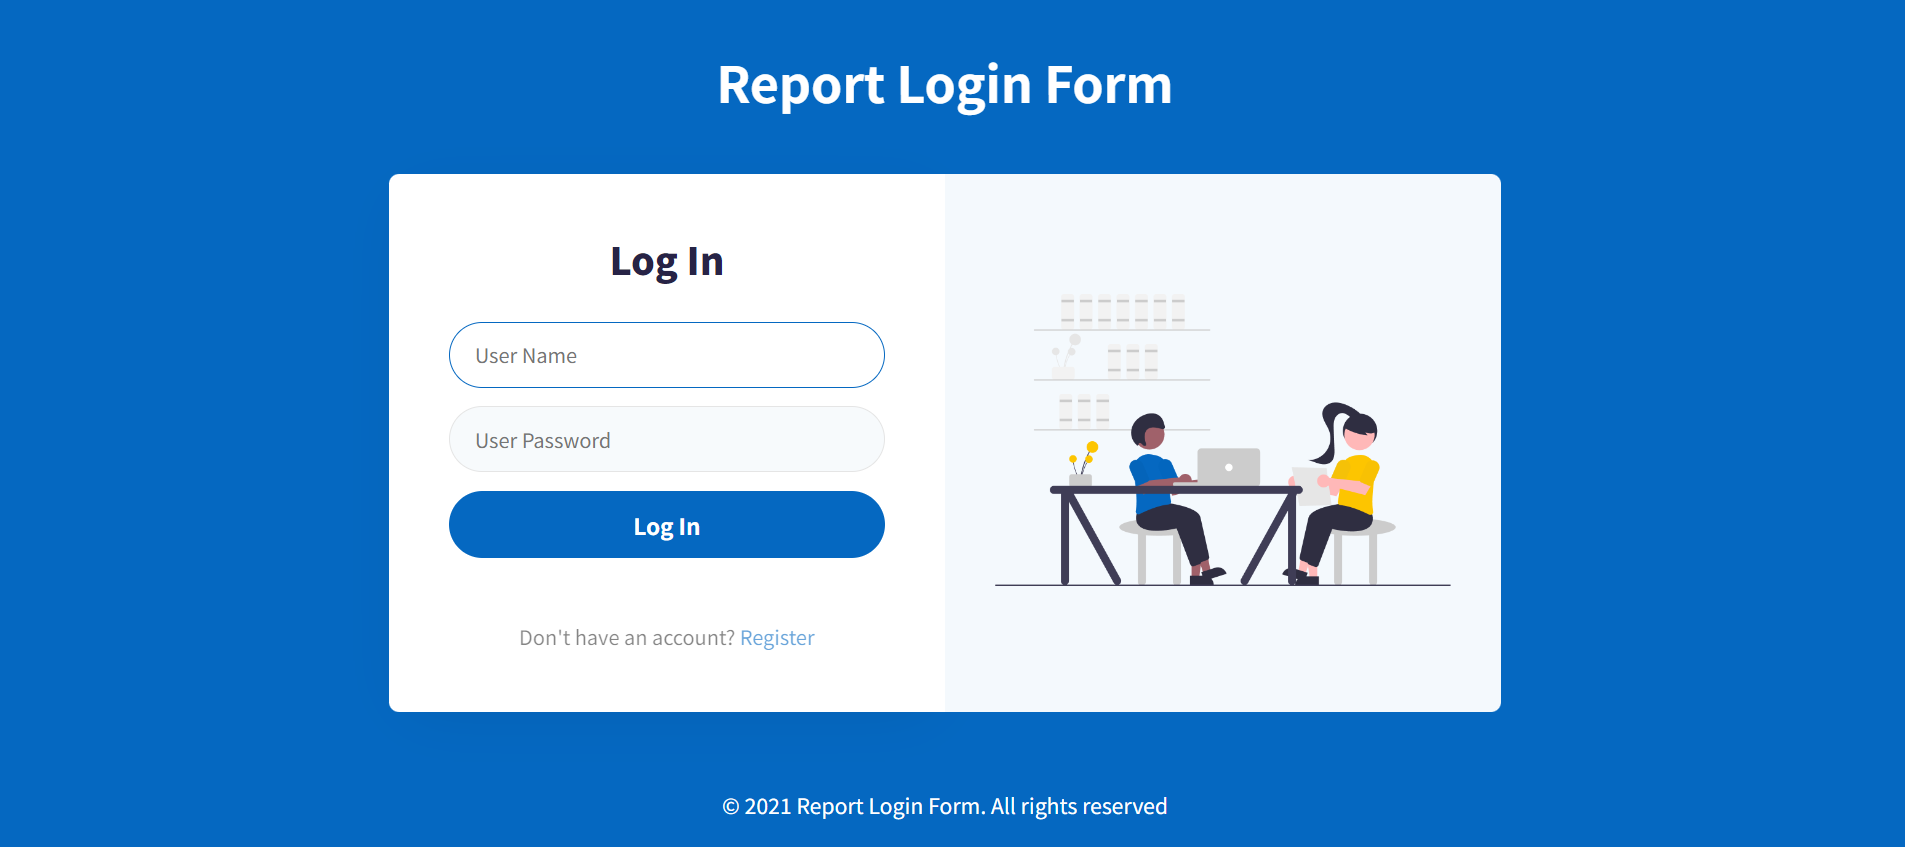 Report Login Form
Log In
User Name
User Password
Log In
Don't have an account? Register
© 2021 Report Login Form. All rights reserved